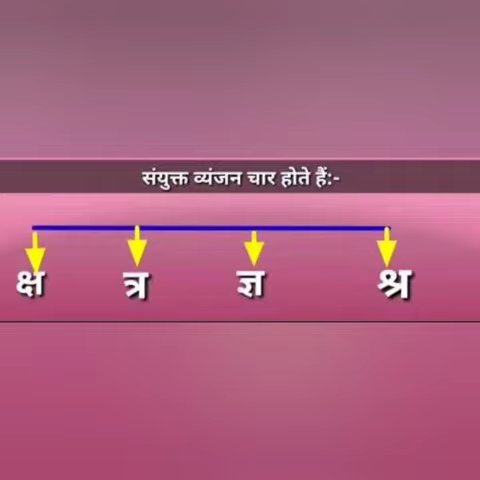 संयुक्त व्यंजन चार होते हैं:-
क्ष त्र ज्ञ श्र